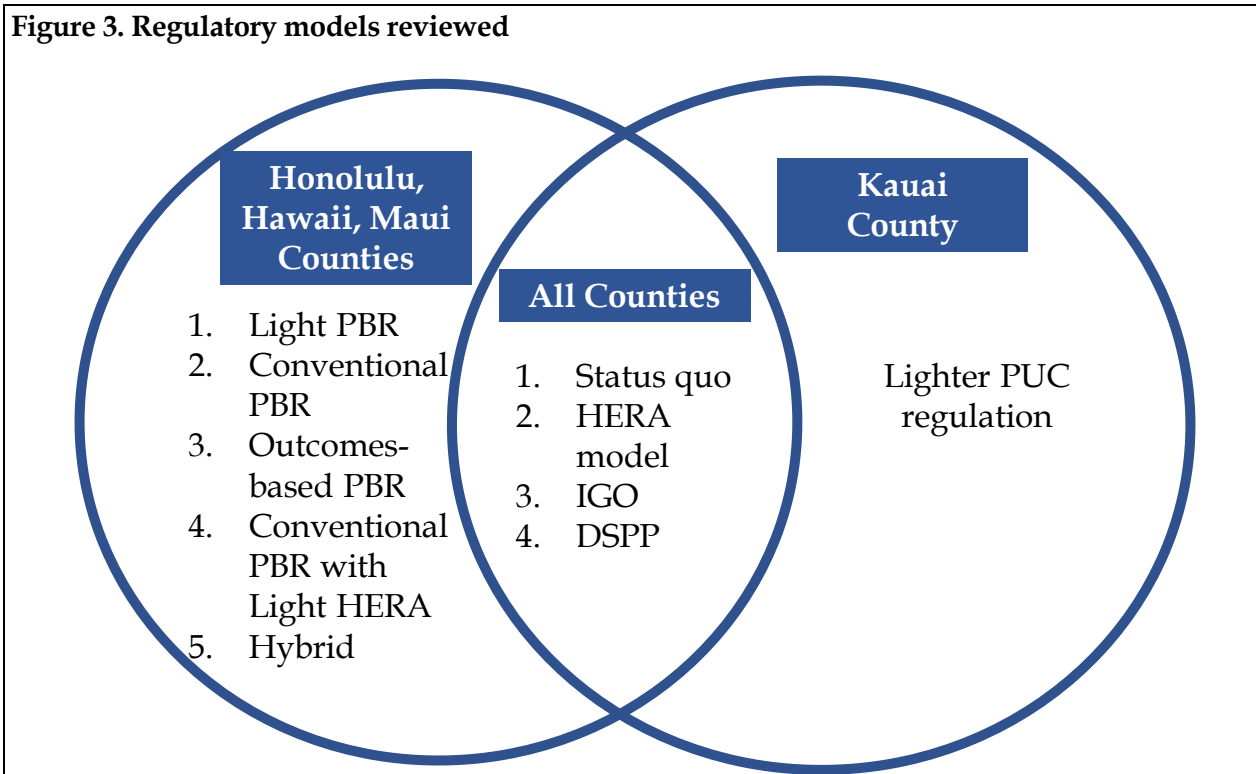 Figure 3. Regulatory models reviewed
Honolulu,
Hawaii, Maui
Counties
1. Light PBR
2. Conventional
PBR
3. Outcomes-
based PBR
4. Conventional
PBR with
Light HERA
5. Hybrid
All Counties
1. Status quo
2. HERA
model
3. IGO
4. DSPP
Kauai
County
Lighter PUC
regulation